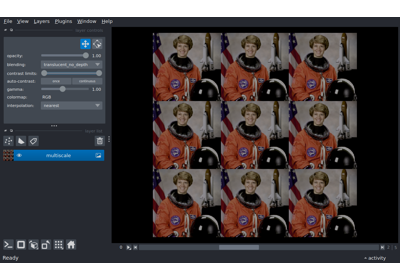 File View Layers Plugins Window Help
opacity: 1.00
blending: translucent_no_depth
contrast limits:
auto-contrast: once continuous
gamma: 1.00
colormap: RGB
interpolation: nearest
multiscale
0
Ready
activity